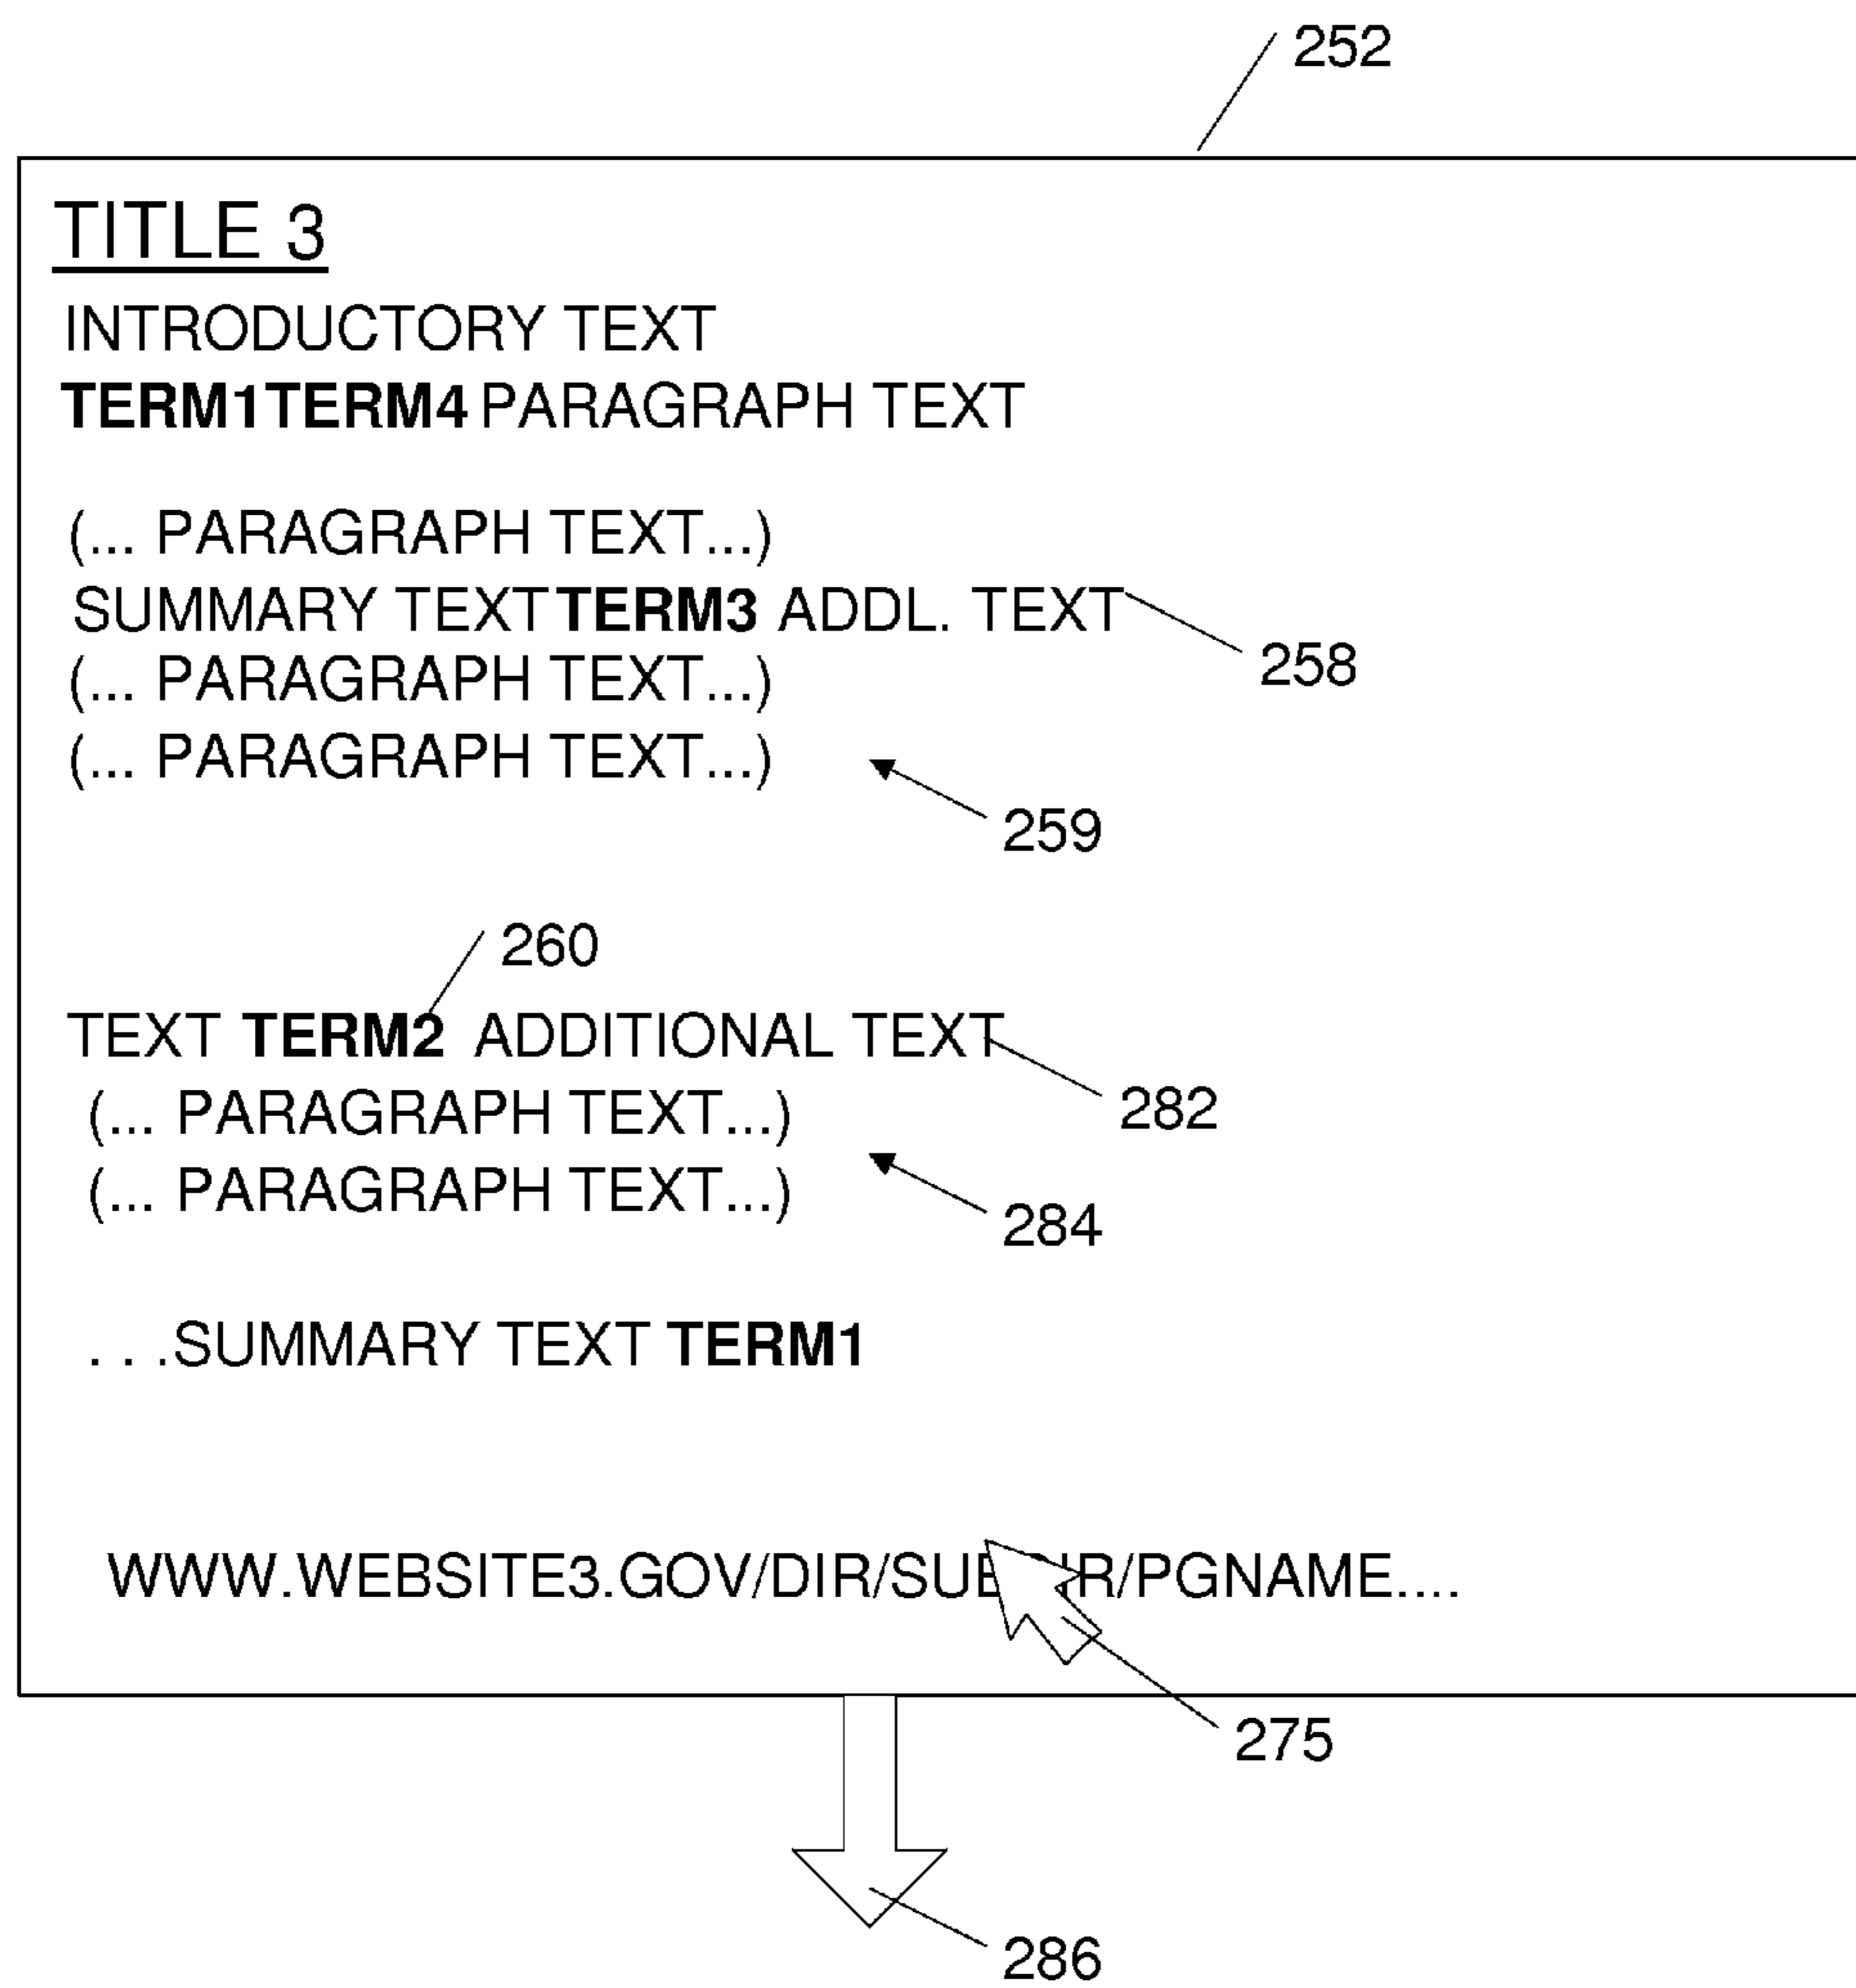 252
TITLE 3
INTRODUCTORY TEXT
TERM1TERM4 PARAGRAPH TEXT
(... PARAGRAPH TEXT...)
SUMMARY TEXT TERM3 ADDL. TEXT
258
(... PARAGRAPH TEXT...)
(... PARAGRAPH TEXT...)
259
260
TEXT TERM2 ADDITIONAL TEXT
282
(... PARAGRAPH TEXT...)
(... PARAGRAPH TEXT...)
284
. . .SUMMARY TEXT TERM1
WWW.WEBSITE3.GOV/DIR/SUBDIR/PGNAME....
275
286